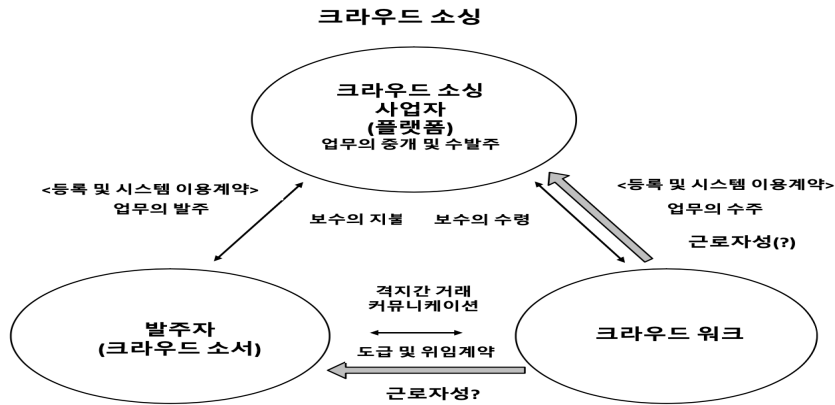 크라우드 소싱
크라우드 소싱
사업자
(플랫폼)
업무의 중개 및 수발주
<등록 및 시스템 이용계약>
업무의 발주
보수의 지불
보수의 수령
<등록 및 시스템 이용계약>
업무의 수주
근로자성(?)
발주자
(크라우드 소서)
격지간 거래
커뮤니케이션
도급 및 위임계약
근로자성?
크라우드 워크